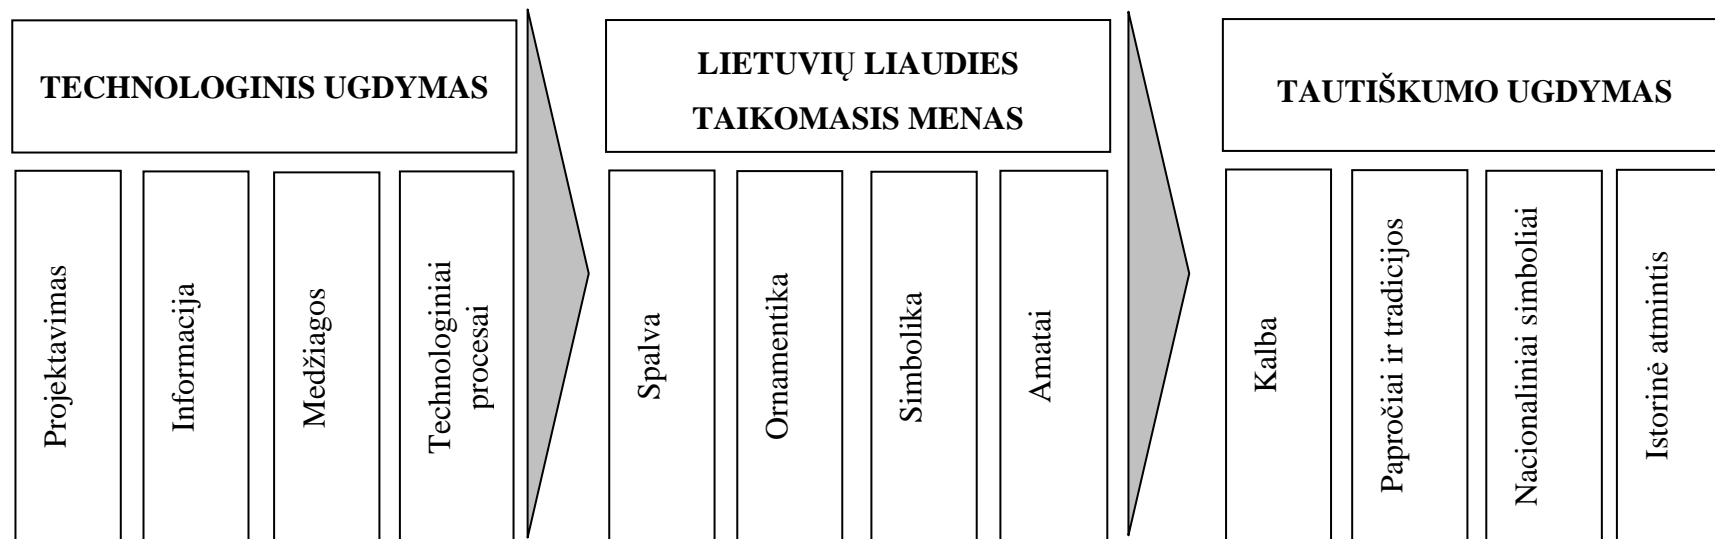 TECHNOLOGINIS UGDYMAS
Projektavimas
Informacija
Medžiagos
Technologiniai
procesai
LIETUVIŲ LIAUDIES
TAIKOMASIS MENAS
Spalva
Ornamentika
Simbolika
Amatai
TAUTIŠKUMO UGDYMAS
Kalba
Papročiai ir tradicijos
Nacionaliniai simboliai
Istorinė atmintis